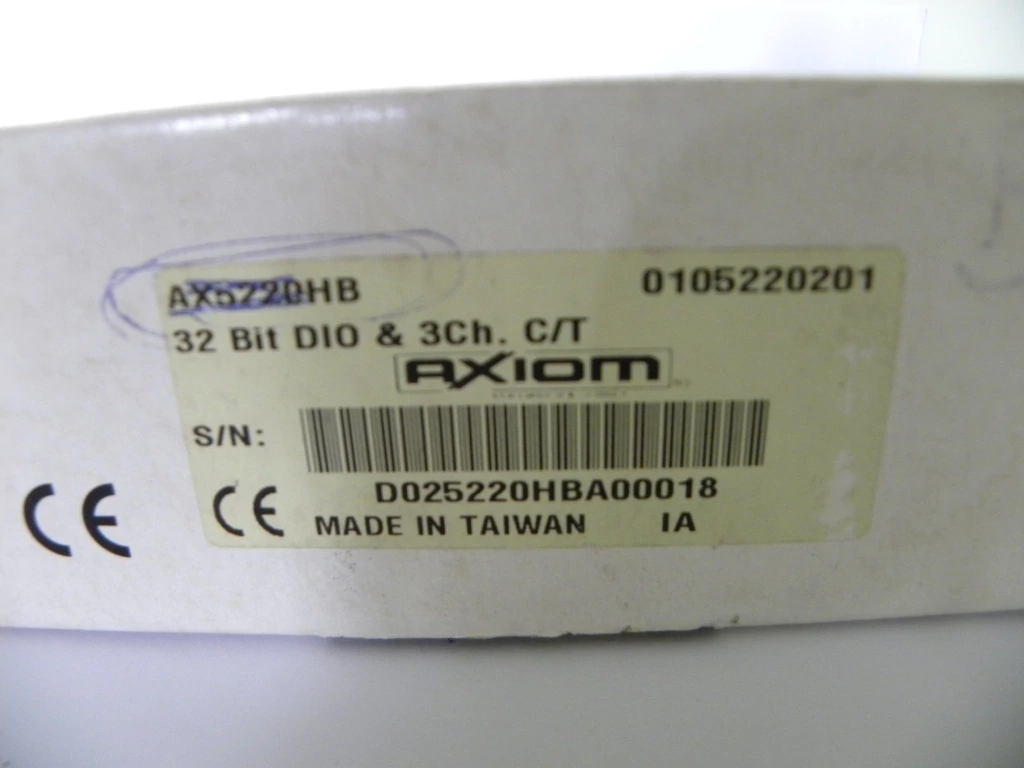 AX5220HB 0105220201
32 Bit DIO & 3Ch. C/T
AXIOM
S/N:
D025220HBA00018
CE CE MADE IN TAIWAN IA